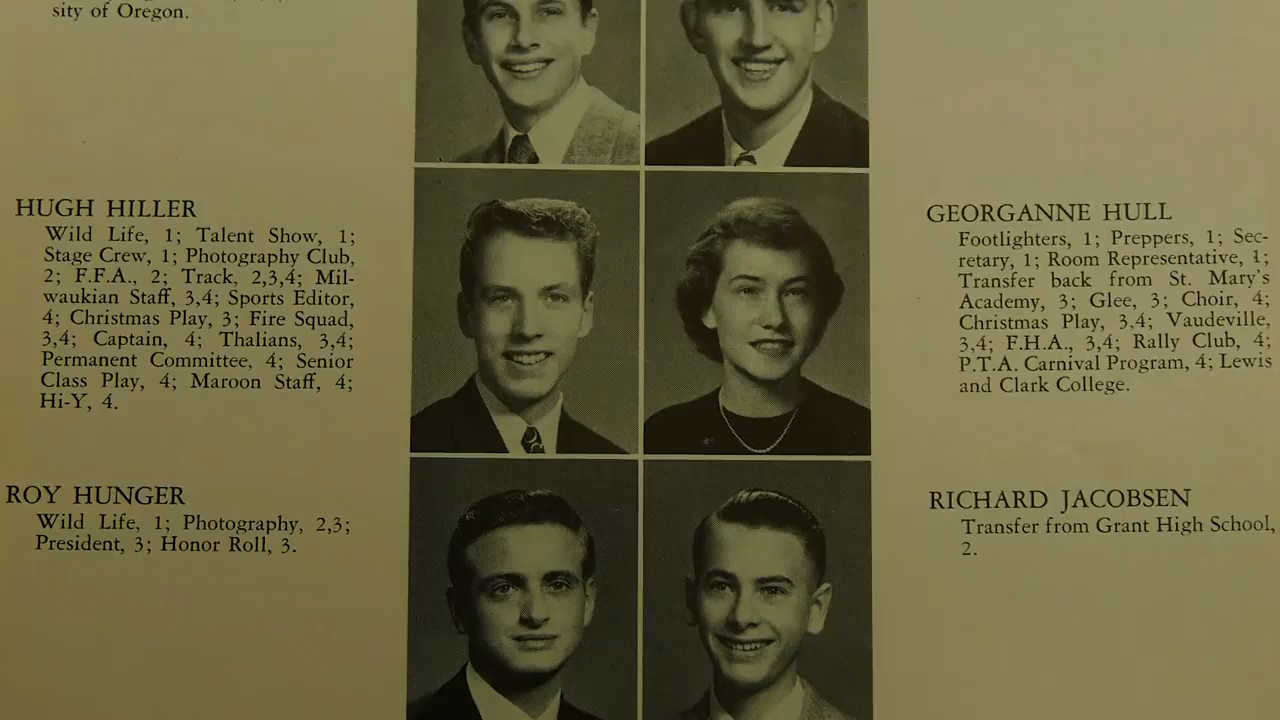 sity of Oregon.
HUGH HILLER
Wild Life, 1; Talent Show, 1;
Stage Crew, 1; Photography Club,
2; F.F.A., 2; Track, 2,3,4; Mil-
waukian Staff, 3,4; Sports Editor,
4; Christmas Play, 3; Fire Squad,
3,4; Captain, 4; Thalians, 3,4;
Permanent Committee, 4; Senior
Class Play, 4; Maroon Staff, 4;
Hi-Y, 4.
GEORGANNE HULL
Footlighters, 1; Preppers, 1; Sec-
retary, 1; Room Representative, 1;
Transfer back from St. Mary's
Academy, 3; Glee, 3; Choir, 4;
Christmas Play, 3,4; Vaudeville,
3,4; F.H.A., 3,4; Rally Club, 4;
P.T.A. Carnival Program, 4; Lewis
and Clark College.
ROY HUNGER
Wild Life, 1; Photography, 2,3;
President, 3; Honor Roll, 3.
RICHARD JACOBSEN
Transfer from Grant High School,
2.